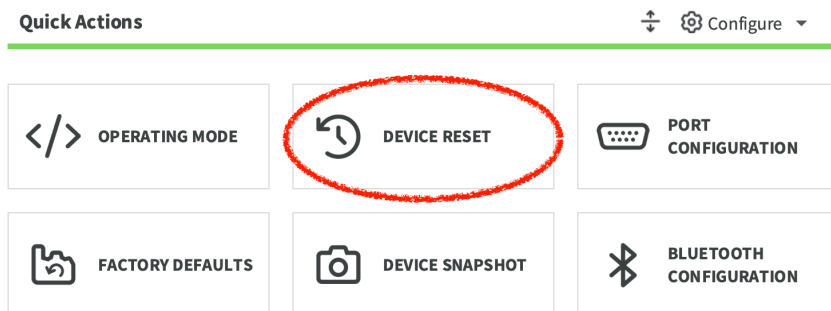 Quick Actions
Configure
OPERATING MODE
DEVICE RESET
PORT
CONFIGURATION
FACTORY DEFAULTS
DEVICE SNAPSHOT
BLUETOOTH
CONFIGURATION